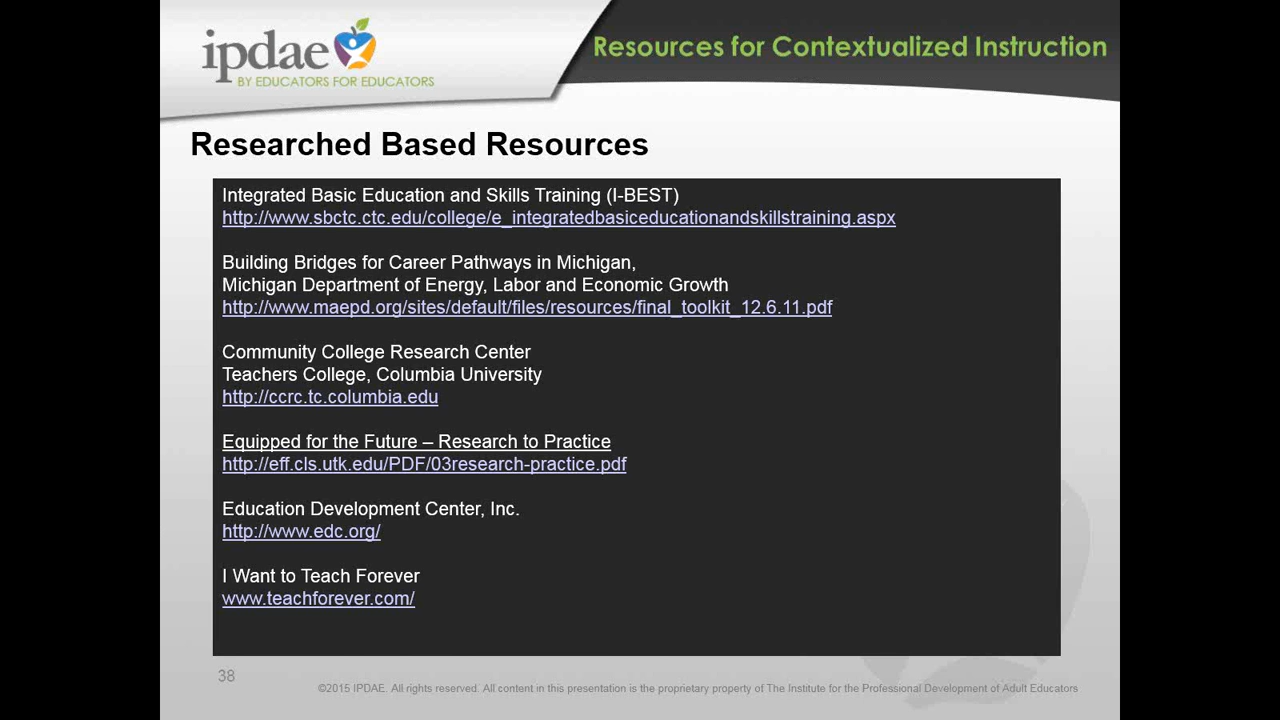 ipdae
BY EDUCATORS FOR EDUCATORS
Resources for Contextualized Instruction
Researched Based Resources
Integrated Basic Education and Skills Training (I-BEST)
http://www.sbctc.ctc.edu/college/e_integratedbasiceducationandskillstraining.aspx
Building Bridges for Career Pathways in Michigan,
Michigan Department of Energy, Labor and Economic Growth
http://www.maepd.org/sites/default/files/resources/final_toolkit_12.6.11.pdf
Community College Research Center
Teachers College, Columbia University
http://ccrc.tc.columbia.edu
Equipped for the Future – Research to Practice
http://eff.cls.utk.edu/PDF/03research-practice.pdf
Education Development Center, Inc.
http://www.edc.org/
I Want to Teach Forever
www.teachforever.com/
38
©2015 IPDAE. All rights reserved. All content in this presentation is the proprietary property of The Institute for the Professional Development of Adult Educators